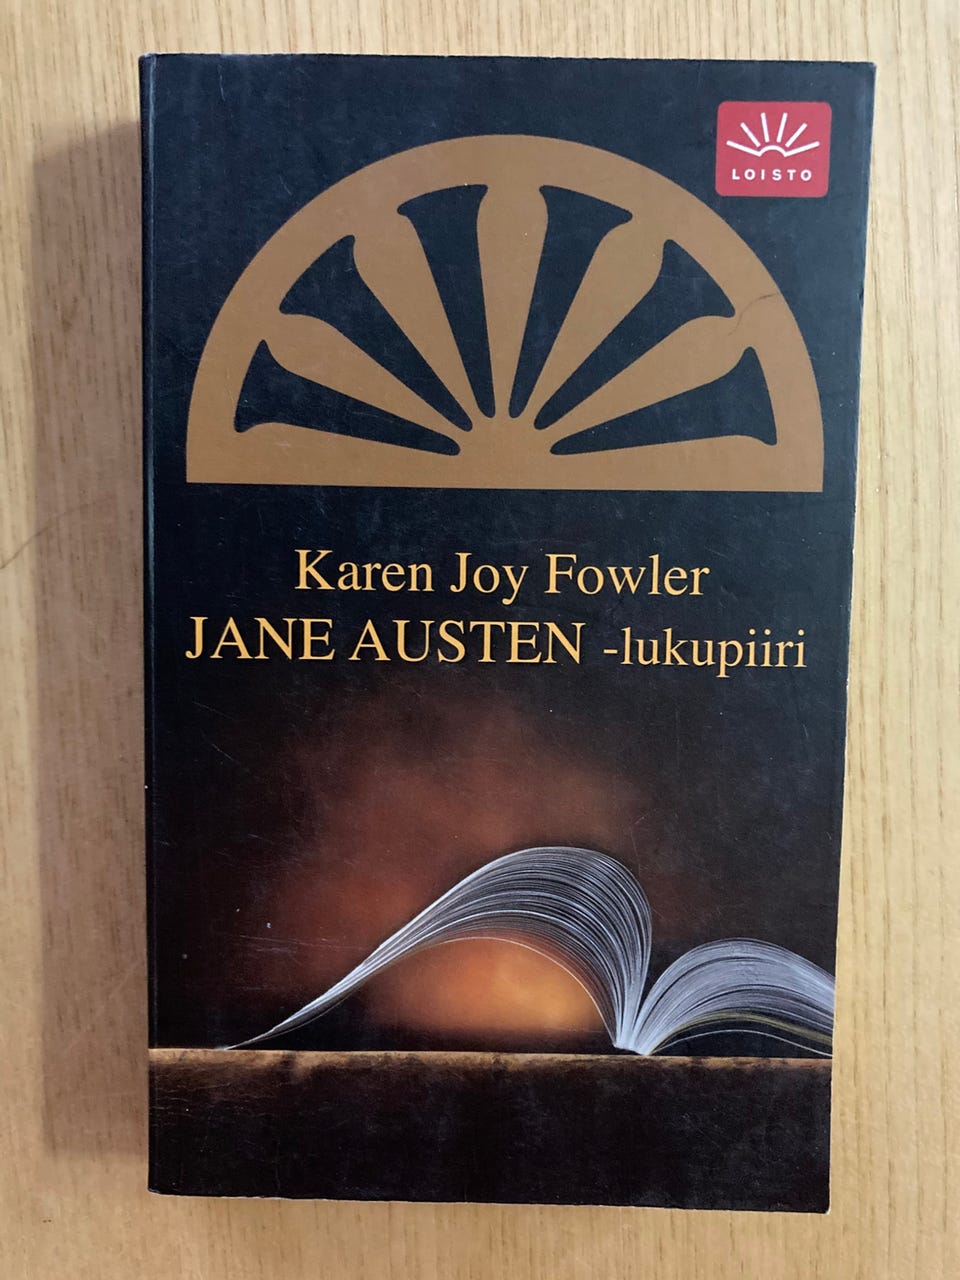 LOISTO
Karen Joy Fowler
JANE AUSTEN -lukupiiri